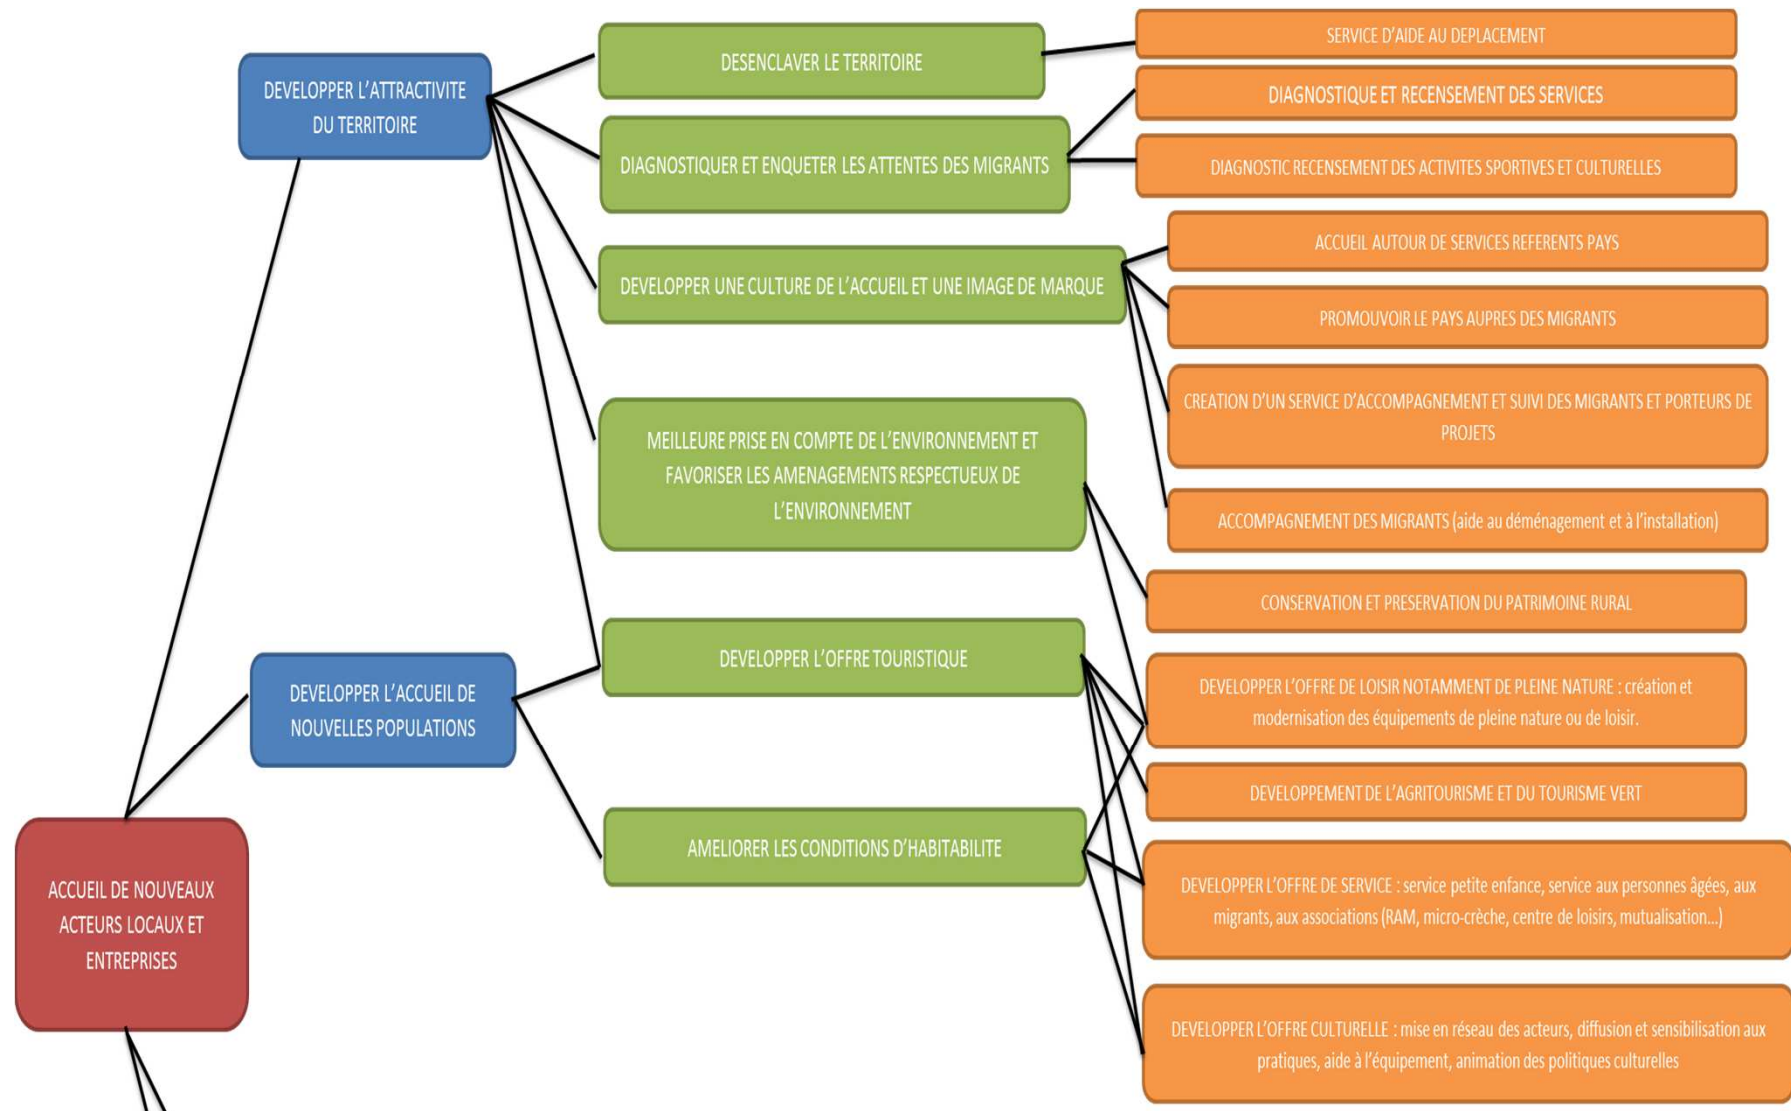 DEVELOPPER L'ATTRACTIVITE
DU TERRITOIRE
DEVELOPPER L'ACCUEIL DE
NOUVELLES POPULATIONS
ACCUEIL DE NOUVEAUX
ACTEURS LOCAUX ET
ENTREPRISES
DESENCLAVER LE TERRITOIRE
DIAGNOSTIQUER ET ENQUETER LES ATTENTES DES MIGRANTS
DEVELOPPER UNE CULTURE DE L'ACCUEIL ET UNE IMAGE DE MARQUE
MEILLEURE PRISE EN COMPTE DE L'ENVIRONNEMENT ET
FAVORISER LES AMENAGEMENTS RESPECTUEUX DE
L'ENVIRONNEMENT
DEVELOPPER L'OFFRE TOURISTIQUE
AMELIORER LES CONDITIONS D'HABITABILITE
SERVICE D'AIDE AU DEPLACEMENT
DIAGNOSTIQUE ET RECENSEMENT DES SERVICES
DIAGNOSTIC RECENSEMENT DES ACTIVITES SPORTIVES ET CULTURELLES
ACCUEIL AUTOUR DE SERVICES REFERENTS PAYS
PROMOUVOIR LE PAYS AUPRES DES MIGRANTS
CREATION D'UN SERVICE D'ACCOMPAGNEMENT ET SUIVI DES MIGRANTS ET PORTEURS DE
PROJETS
ACCOMPAGNEMENT DES MIGRANTS (aide au déménagement et à l'installation)
CONSERVATION ET PRESERVATION DU PATRIMOINE RURAL
DEVELOPPER L'OFFRE DE LOISIR NOTAMMENT DE PLEINE NATURE : création et
modernisation des équipements de pleine nature ou de loisir.
DEVELOPPEMENT DE L'AGRITOURISME ET DU TOURISME VERT
DEVELOPPER L'OFFRE DE SERVICE : service petite enfance, service aux personnes âgées, aux
migrants, aux associations (RAM, micro-crèche, centre de loisirs, mutualisation...)
DEVELOPPER L'OFFRE CULTURELLE : mise en réseau des acteurs, diffusion et sensibilisation aux
pratiques, aide à l'équipement, animation des politiques culturelles